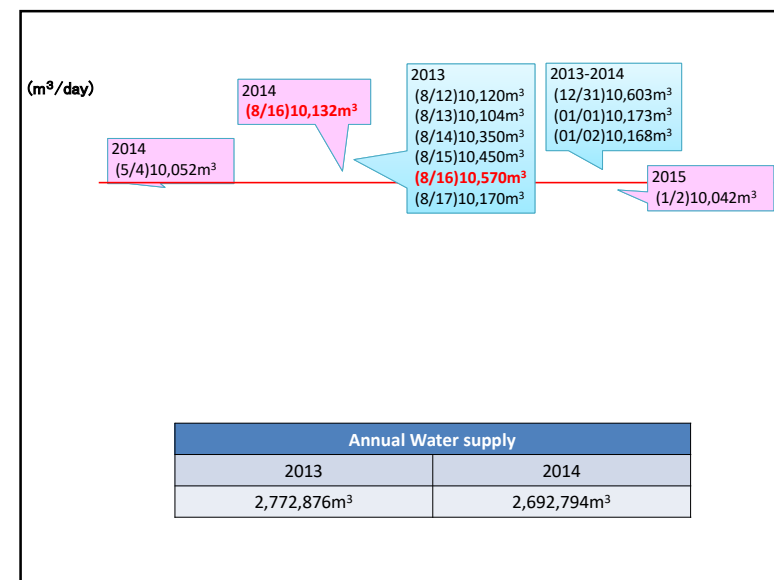 (m³/day)
2014
(5/4)10,052m³
2014
(8/16)10,132m³
2013
(8/12)10,120m³
(8/13)10,104m³
(8/14)10,350m³
(8/15)10,450m³
(8/16)10,570m³
(8/17)10,170m³
2013-2014
(12/31)10,603m³
(01/01)10,173m³
(01/02)10,168m³
2015
(1/2)10,042m³
Annual Water supply
2013 2014
2,772,876m³ 2,692,794m³